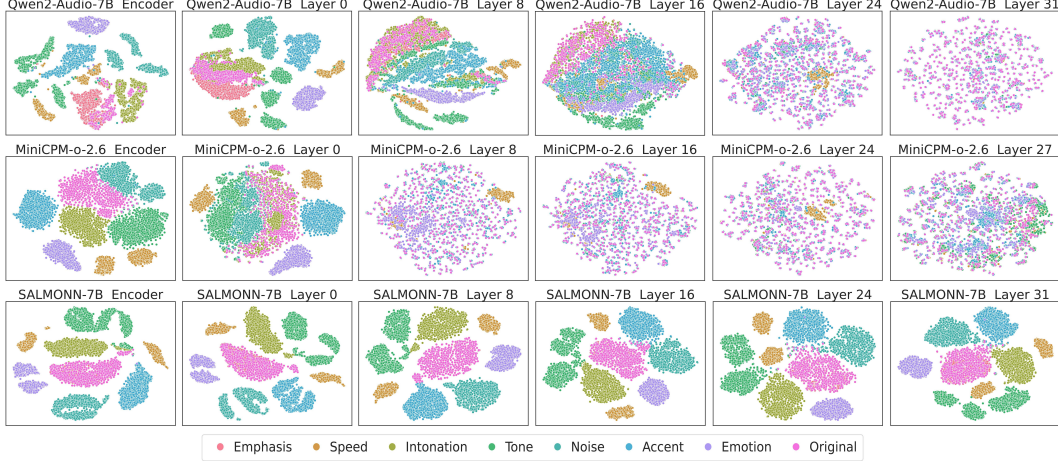 Qwen2-Audio-7B Encoder
Qwen2-Audio-7B Layer 0
Qwen2-Audio-7B Layer 8
Qwen2-Audio-7B Layer 16
Qwen2-Audio-7B Layer 24
Qwen2-Audio-7B Layer 31
MiniCPM-o-2.6 Encoder
MiniCPM-o-2.6 Layer 0
MiniCPM-o-2.6 Layer 8
MiniCPM-o-2.6 Layer 16
MiniCPM-o-2.6 Layer 24
MiniCPM-o-2.6 Layer 27
SALMONN-7B Encoder
SALMONN-7B Layer 0
SALMONN-7B Layer 8
SALMONN-7B Layer 16
SALMONN-7B Layer 24
SALMONN-7B Layer 31
Emphasis Speed Intonation Tone Noise Accent Emotion Original